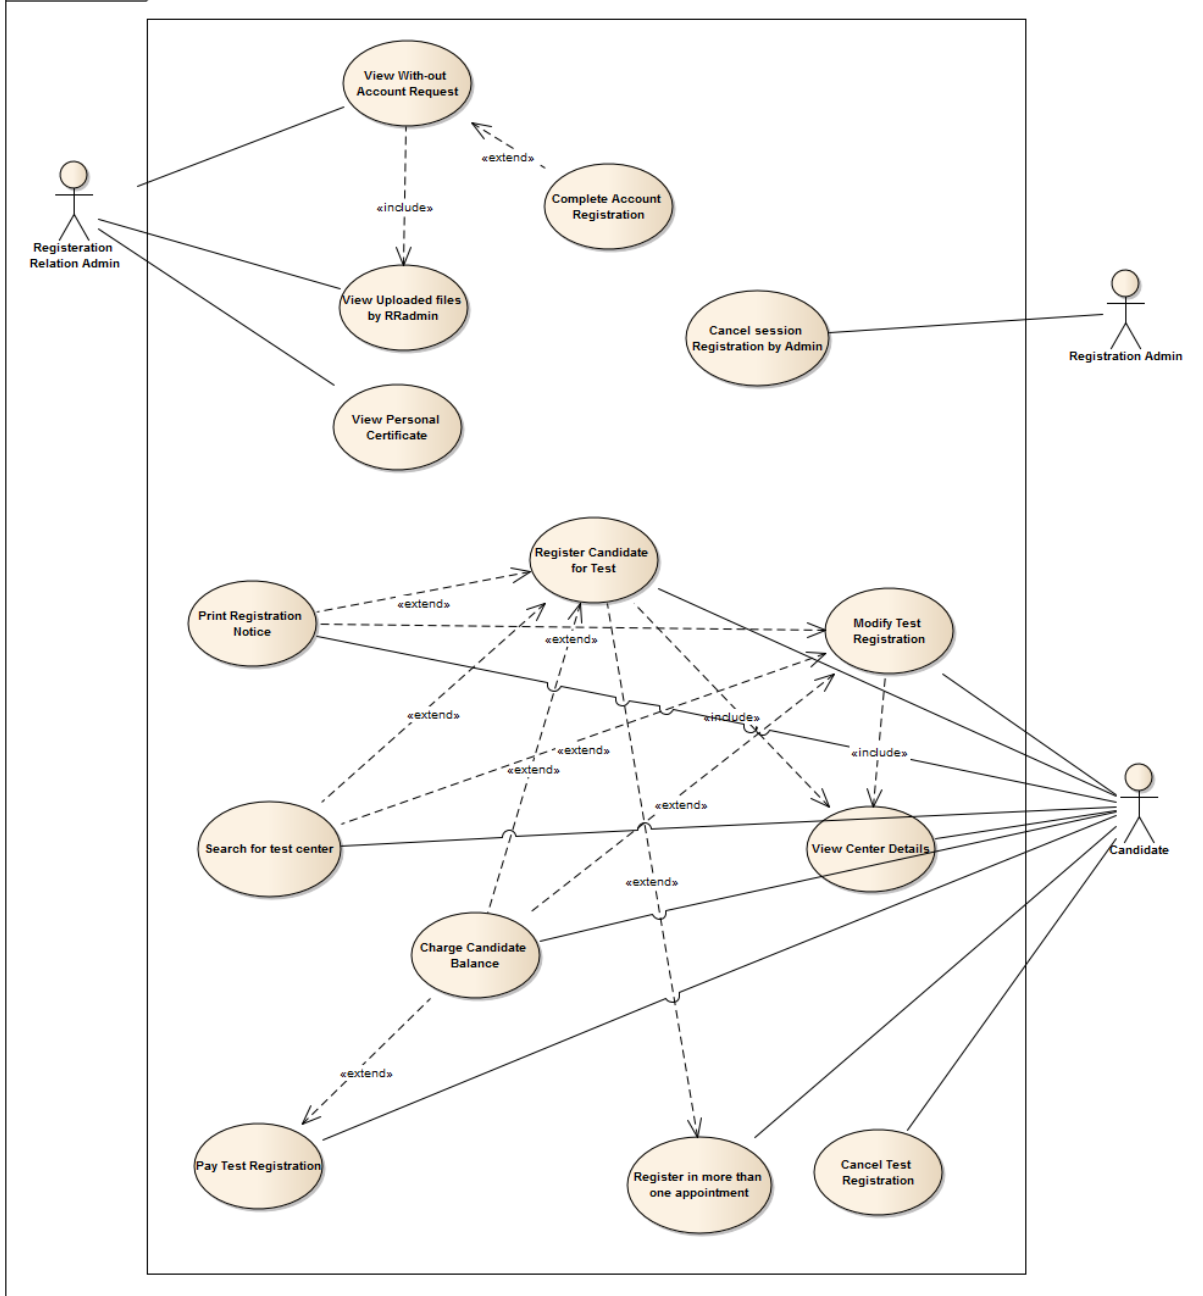 View With-out
Account Request
«extend»
Complete Account
Registration
«include»
Registeration
Relation Admin
View Uploaded files
by RRadmin
Cancel session
Registration by Admin
Registration Admin
View Personal
Certificate
Register Candidate
for Test
«extend»
Print Registration
Notice
Modify Test
Registration
«extend»
«extend»
«include»
«extend»
«include»
«extend»
«extend»
Search for test center
View Center Details
Candidate
«extend»
Charge Candidate
Balance
«extend»
Pay Test Registration
Register in more than
one appointment
Cancel Test
Registration